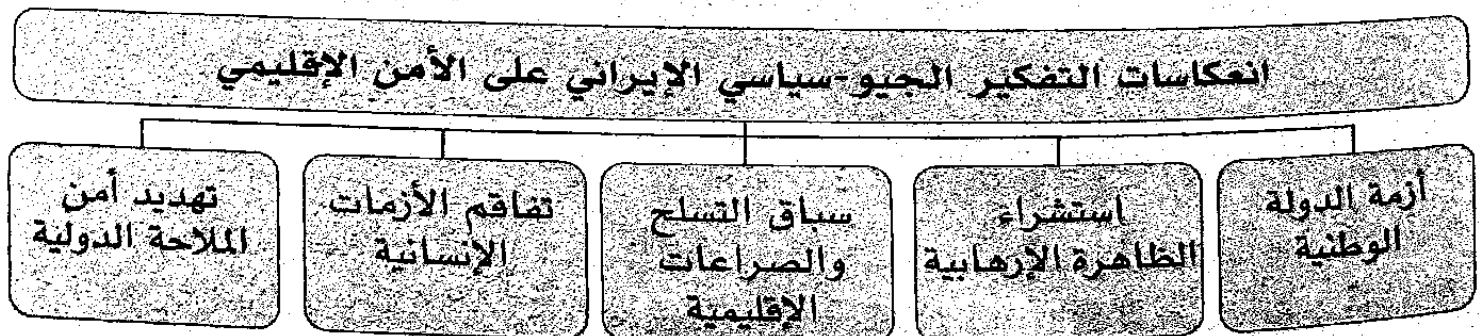 انعكاسات التفكير الجيو-سياسي الإيراني على الأمن الإقليمي
أزمة الدولة
الوطنية
إستشراء
الظاهرة الإرهابية
سباق التسلح
والصراعات
الإقليمية
تفاقم الأزمات
الإنسانية
تهديد أمن
الملاحة الدولية